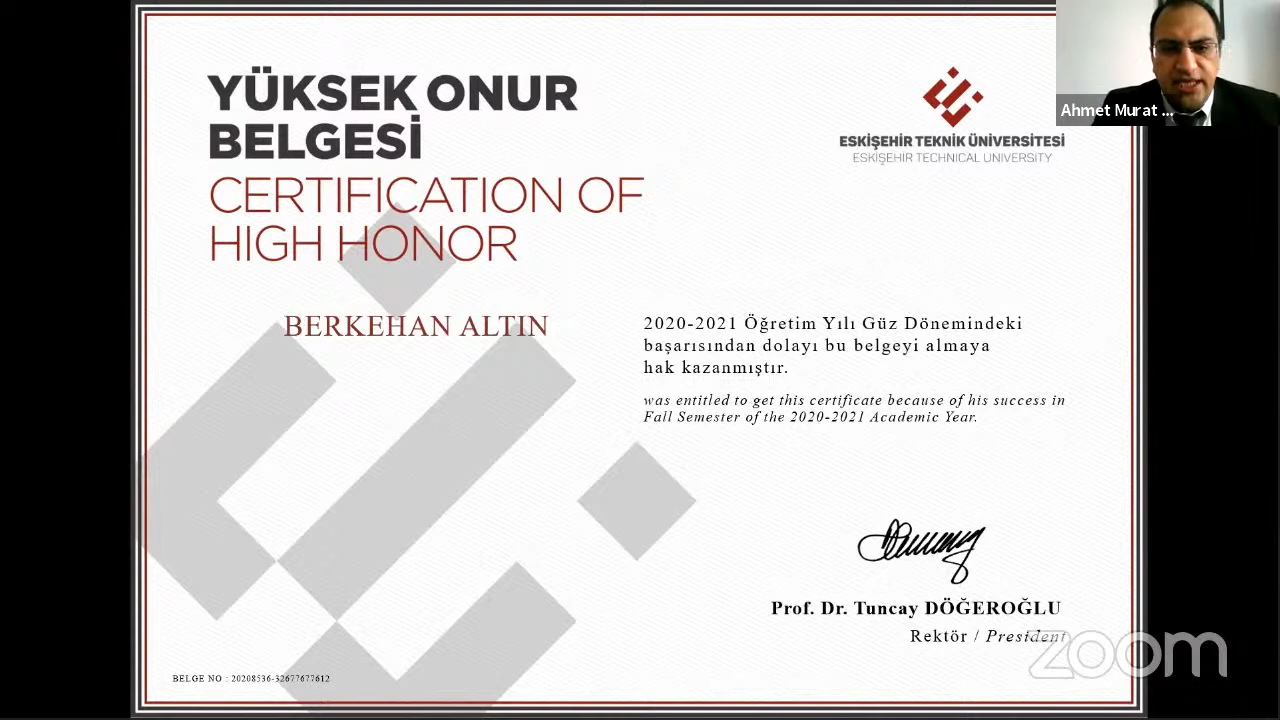 YÜKSEK ONUR
BELGESİ
CERTIFICATION OF
HIGH HONOR
ESKİŞEHİR TEKNİK ÜNİVERSİTESİ
ESKİŞEHİR TECHNICAL UNIVERSITY
Ahmet Murat ...
BERKEHAN ALTIN
2020-2021 Öğretim Yılı Güz Dönemindeki
başarısından dolayı bu belgeyi almaya
hak kazanmıştır.
was entitled to get this certificate because of his success in
Fall Semester of the 2020-2021 Academic Year.
Prof. Dr. Tuncay DÖĞEROĞLU
Rektör / President
zoom
BELGE NO : 20208536-32677677612